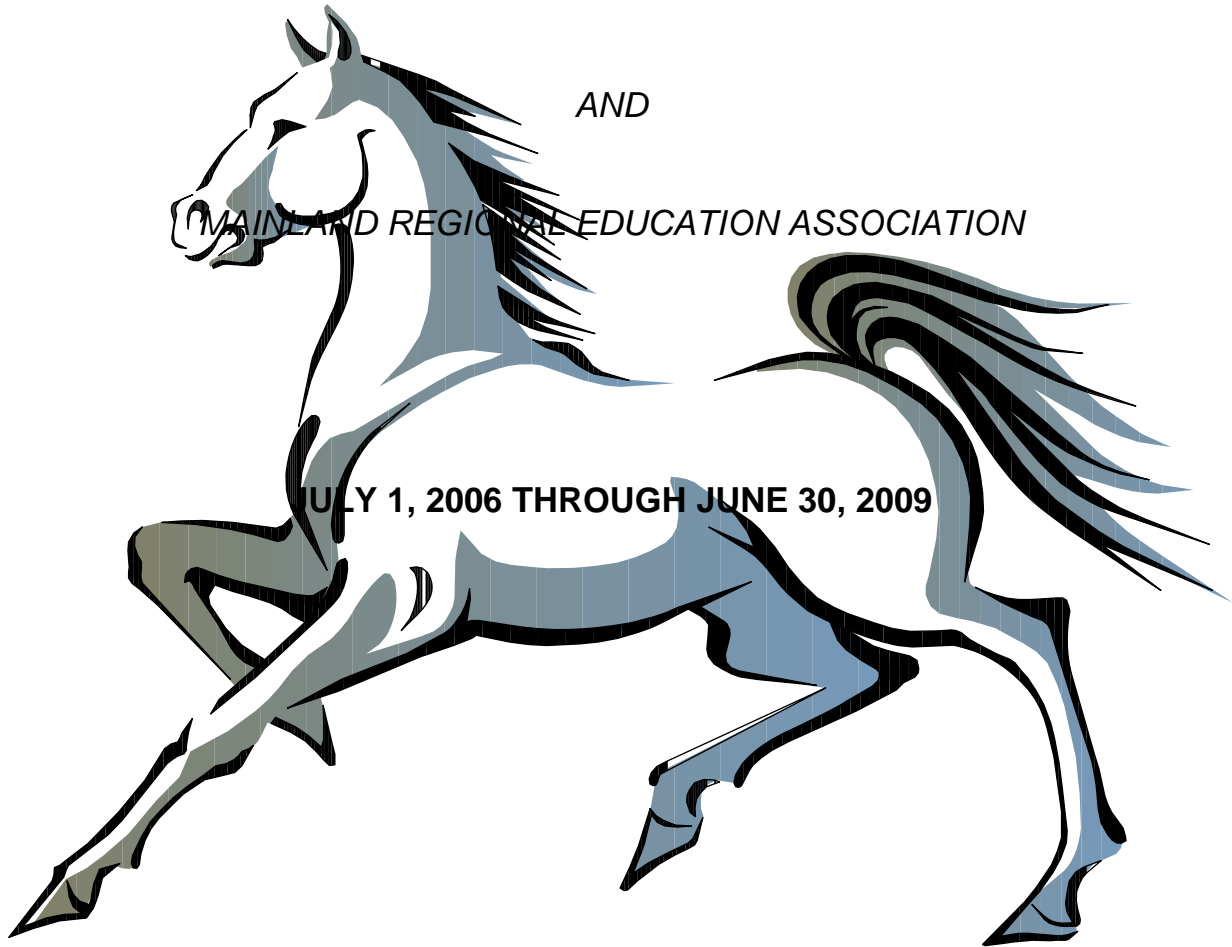 AND
MAINLAND REGIONAL EDUCATION ASSOCIATION
JULY 1, 2006 THROUGH JUNE 30, 2009